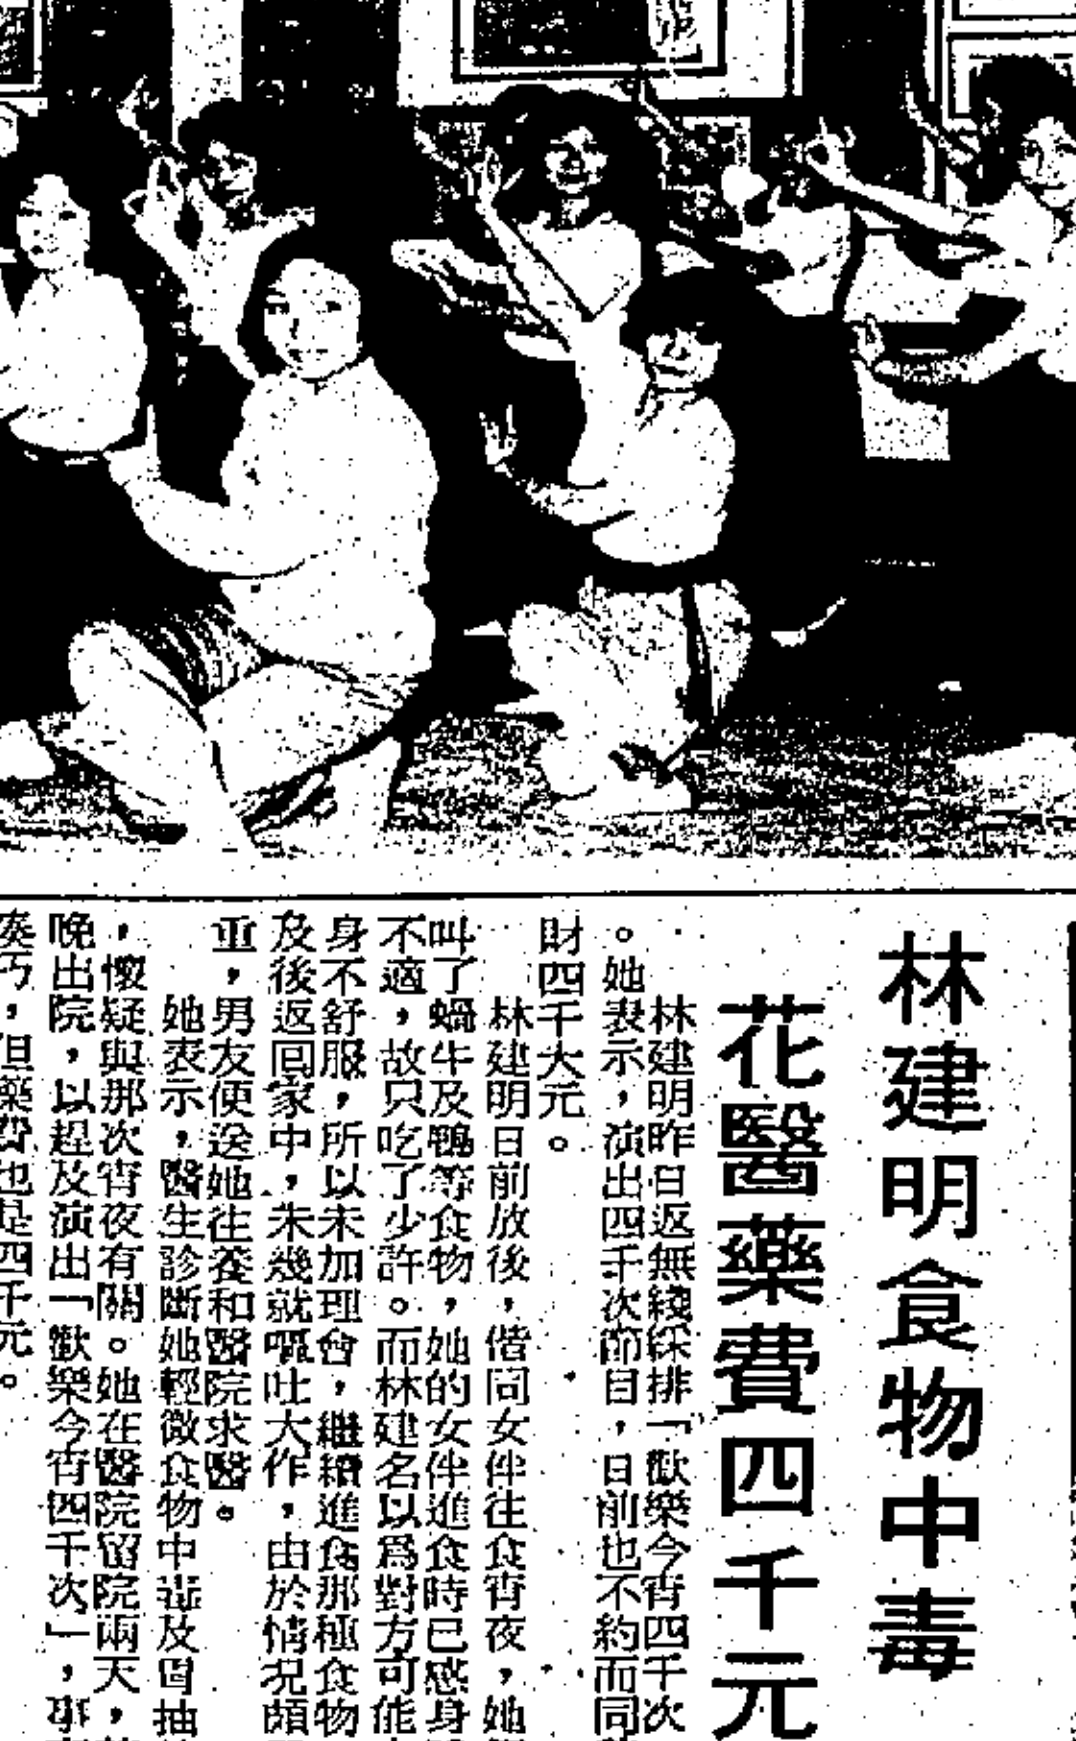 林建明食物中毒
花醫藥費四千元
林建明昨日返無綫綵排「歡樂今宵四千次
」。她表示，演出四千次節目，日前也不約而同
財四千大元。
林建明日前放後，偕同女伴往食宵夜，她
叫了蝸牛及鴨等食物，她的女伴進食時已感身
不適，故只吃了少許。而林建名以為對方可能
身不舒服，所以未加理會，繼續進食那極食物
及後返回家中，未幾就嘔吐大作，由於情況頗
重，男友便送她往養和醫院求醫。
她表示，醫生診斷她輕微食物中毒及胃抽
，懷疑與那次宵夜有關。她在醫院留院兩天，
晚出院，以趕及演出「歡樂今宵四千次」，事
湊巧，但藥費也是四千元。